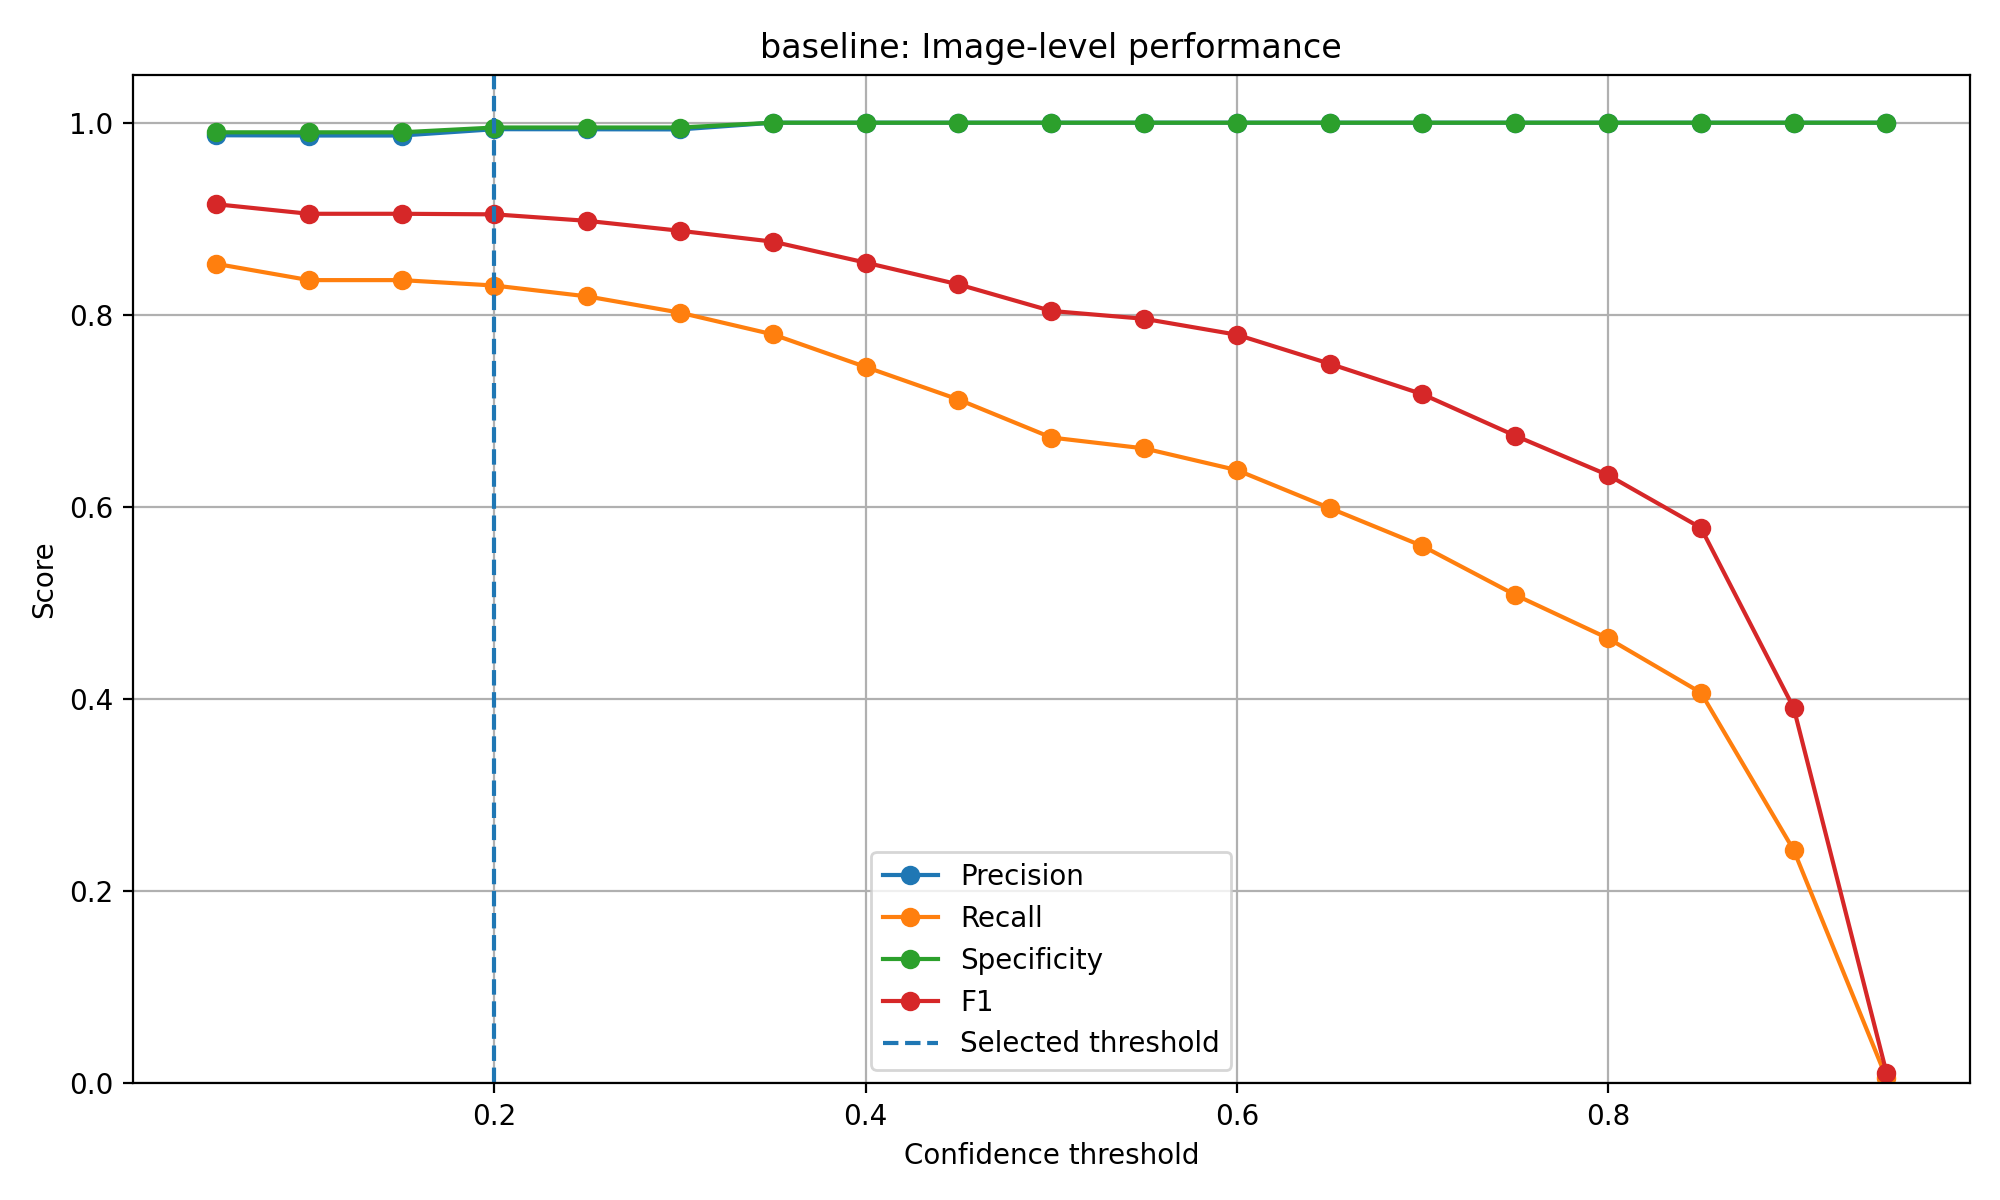 baseline: Image-level performance
1.0
0.8
0.6
0.4
0.2
0.0
Score
0.2 0.4 0.6 0.8
Confidence threshold
Precision
Recall
Specificity
F1
Selected threshold